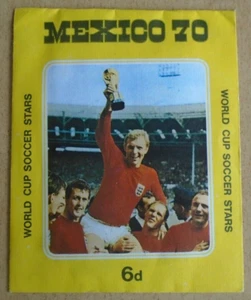 MEXICO 70
WORLD CUP SOCCER STARS
WORLD CUP SOCCER STARS
6d